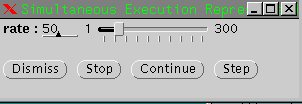 Simultaneous Execution Repre
rate : 50 1 300
Dismiss Stop Continue Step